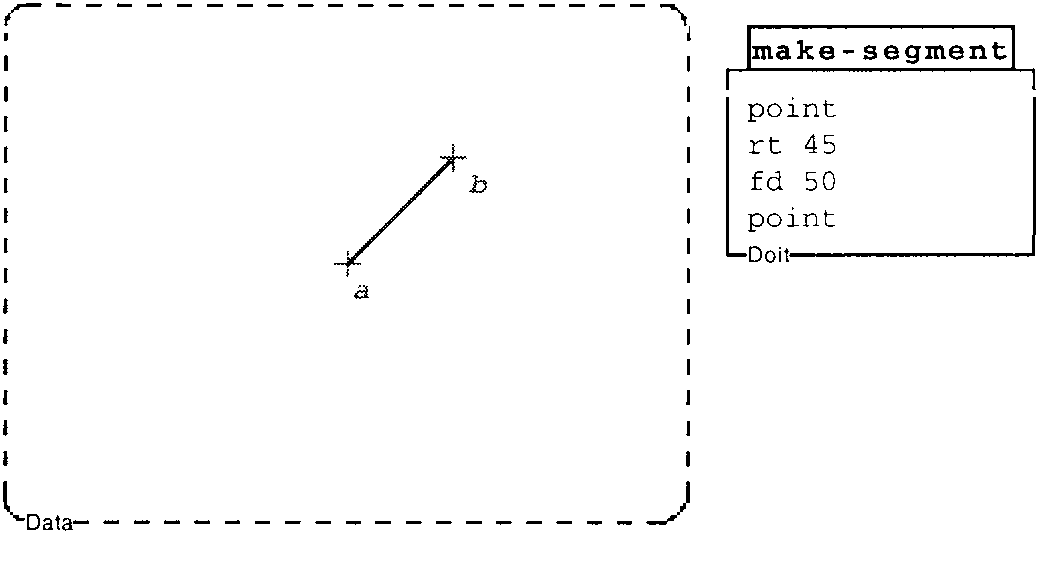 b
a
Data
make-segment
point
rt 45
fd 50
point
Doit